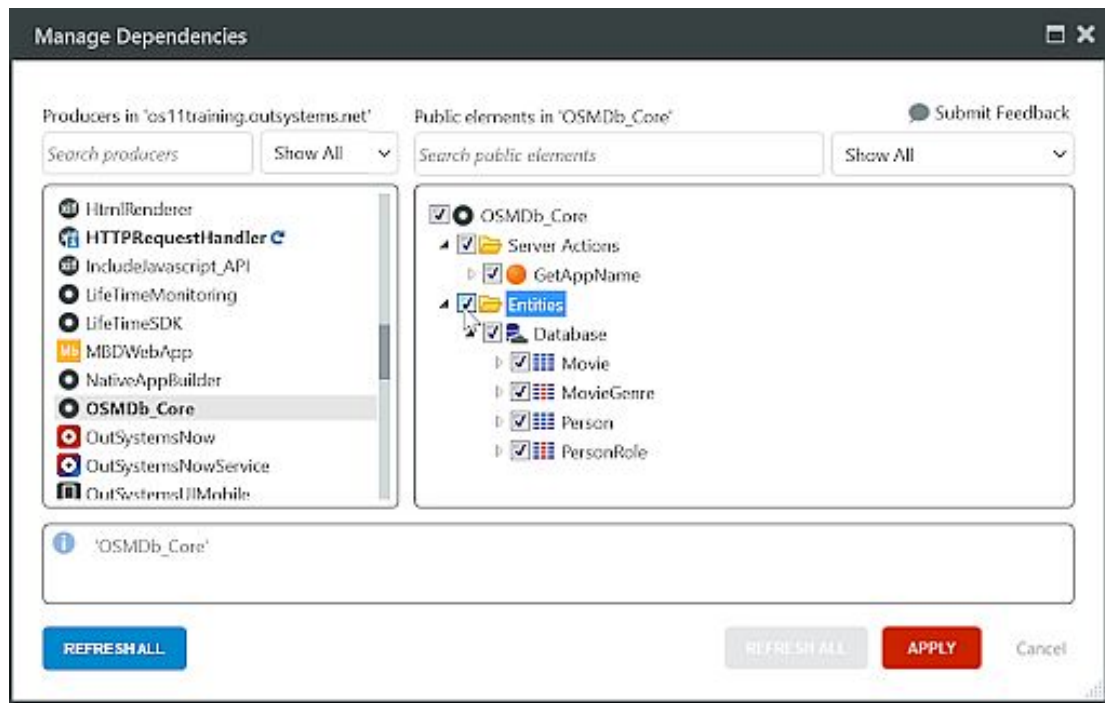 Manage Dependencies
Producers in 'os11training.outsystems.net'
Public elements in 'OSMDb_Core'
Submit Feedback
Search producers
Show All
Search public elements
Show All
HtmlRenderer
HTTPRequestHandler
IncludeJavascript_API
LifeTimeMonitoring
LifeTimeSDK
Mb
MBDWebApp
NativeAppBuilder
OSMDb_Core
OutSystemsNow
OutSystemsNowService
OutSystemsUIMobile
OSMDb_Core
Server Actions
GetAppName
Entities
Database
Movie
MovieGenre
Person
PersonRole
'OSMDb_Core'
REFRESH ALL
REFRESH ALL
APPLY
Cancel